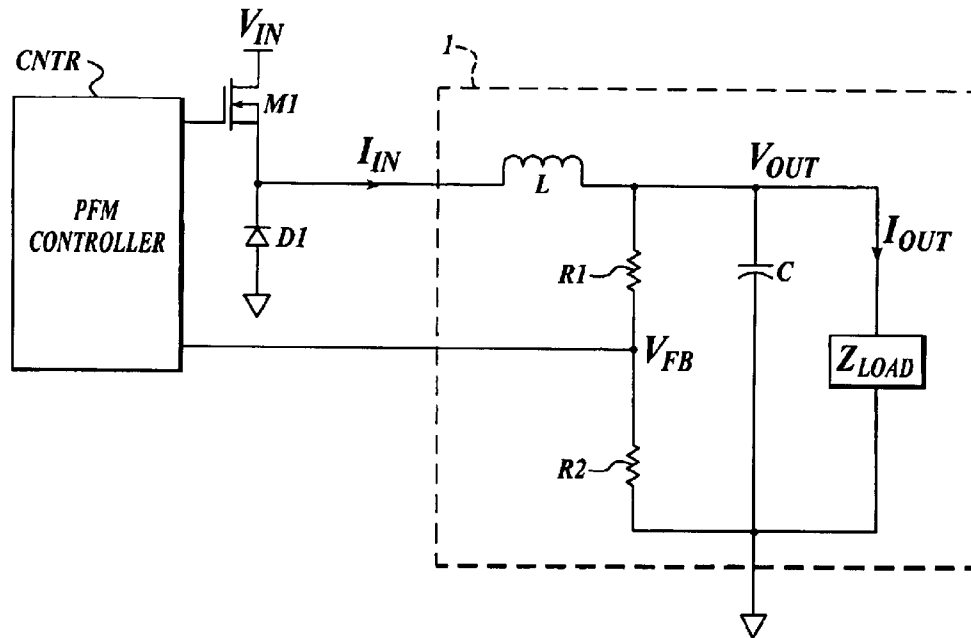 CNTR
V_IN
1
M1
I_IN
L
V_OUT
PFM
CONTROLLER
D1
R1
C
I_OUT
V_FB
Z_LOAD
R2